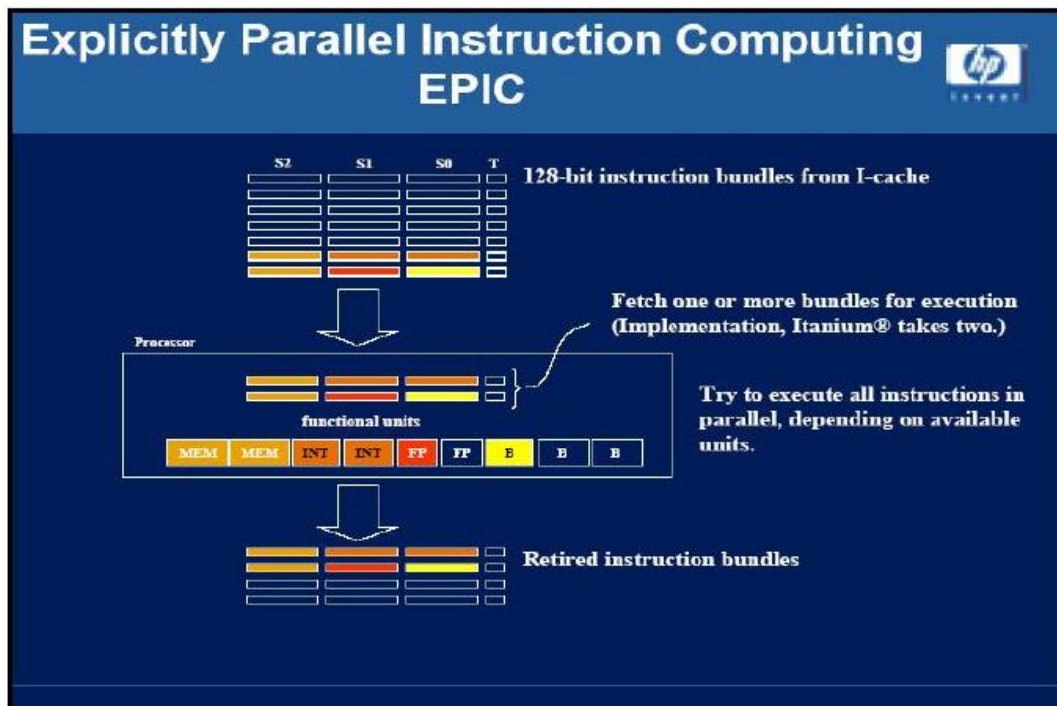 Explicitly Parallel Instruction Computing
EPIC
hp
invent
S2 S1 S0 T
128-bit instruction bundles from I-cache
Fetch one or more bundles for execution
(Implementation, Itanium® takes two.)
Processor
Try to execute all instructions in
parallel, depending on available
units.
functional units
MEM MEM INT INT FP FP B B B
Retired instruction bundles